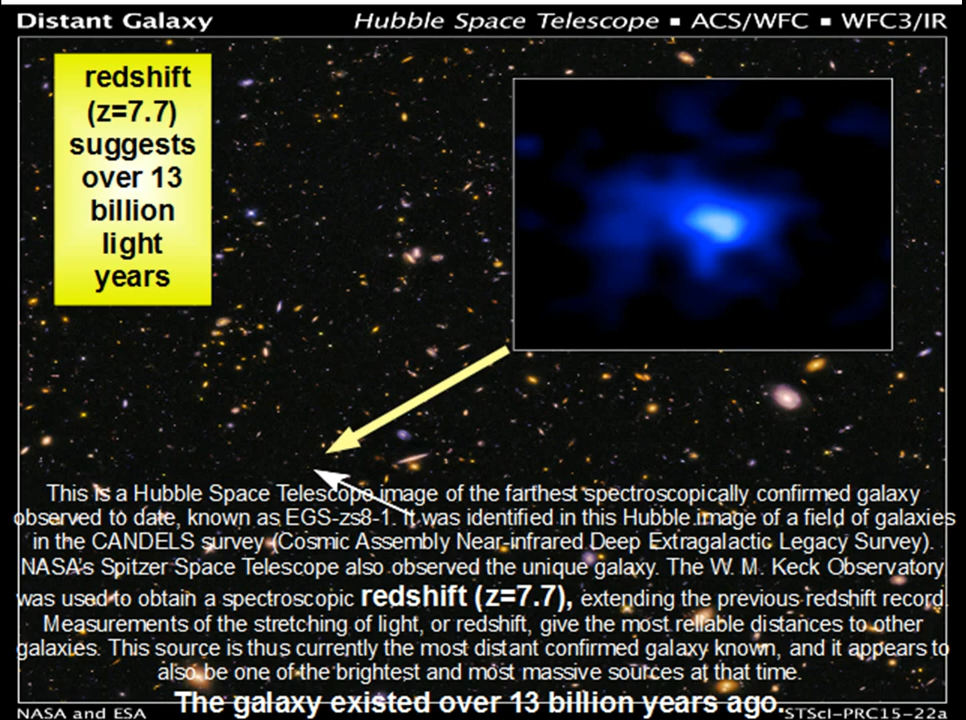 Distant Galaxy
Hubble Space Telescope ▪ ACS/WFC ▪ WFC3/IR
redshift
(z=7.7)
suggests
over 13
billion
light
years
This is a Hubble Space Telescope image of the farthest spectroscopically confirmed galaxy
observed to date, known as EGS-zs8-1. It was identified in this Hubble image of a field of galaxies
in the CANDELS survey (Cosmic Assembly Near-infrared Deep Extragalactic Legacy Survey).
NASA's Spitzer Space Telescope also observed the unique galaxy. The W. M. Keck Observatory
was used to obtain a spectroscopic redshift (z=7.7), extending the previous redshift record.
Measurements of the stretching of light, or redshift, give the most reliable distances to other
galaxies. This source is thus currently the most distant confirmed galaxy known, and it appears to
also be one of the brightest and most massive sources at that time.
The galaxy existed over 13 billion years ago.
NASA and ESA
STScI-PRC15-22a